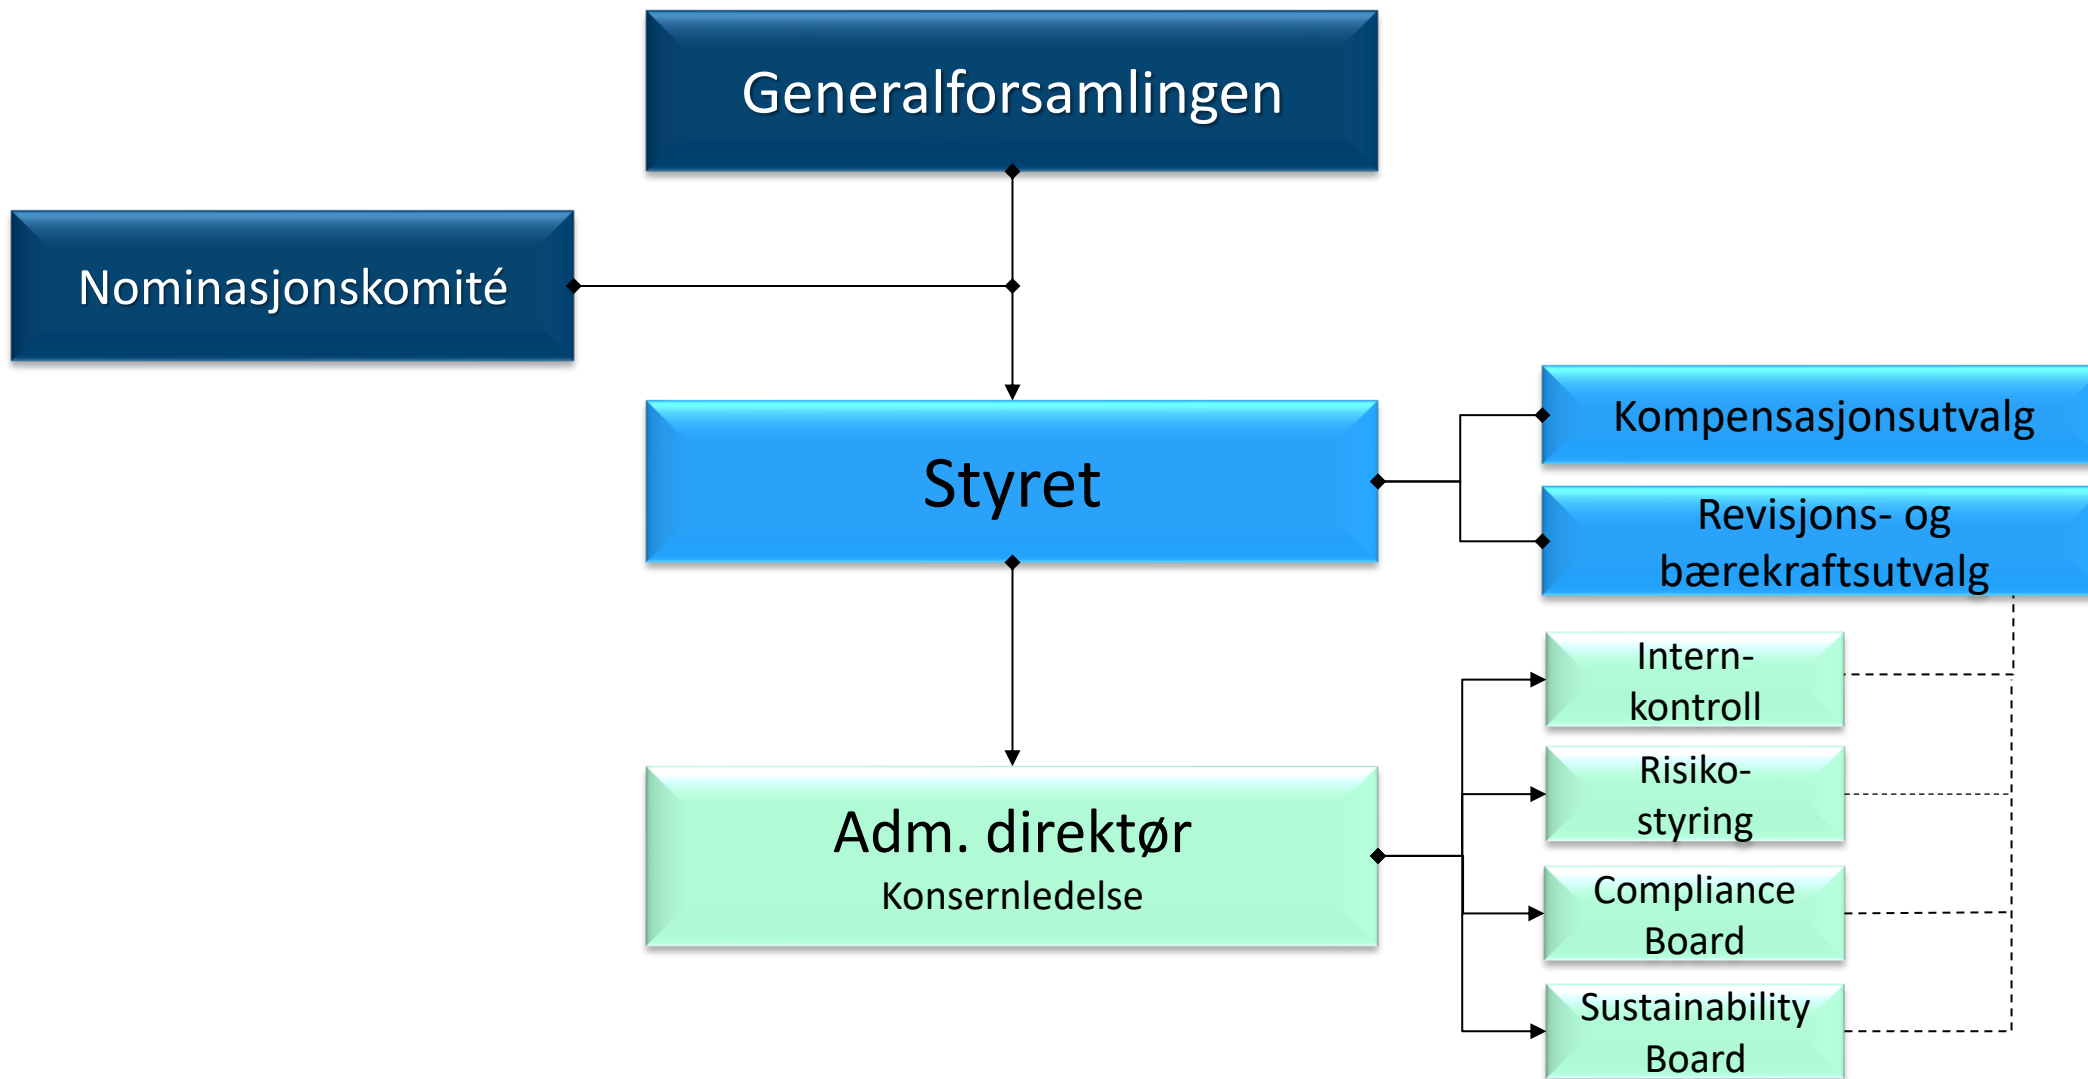 Generalforsamlingen
Nominasjonskomité
Styret
Kompensasjonsutvalg
Revisjons- og
bærekraftsutvalg
Adm. direktør
Konsernledelse
Intern-
kontroll
Risiko-
styring
Compliance
Board
Sustainability
Board